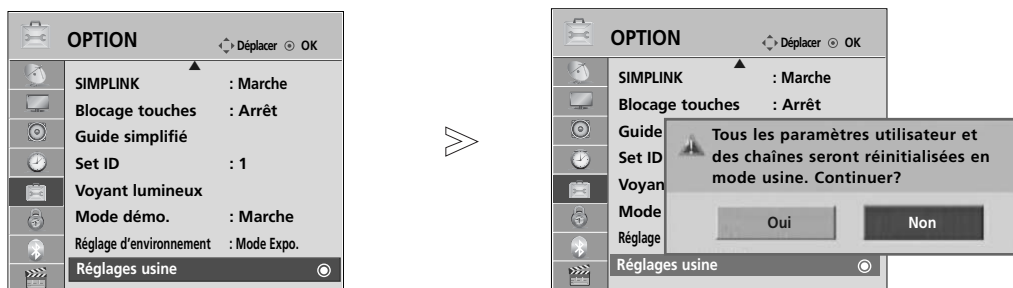 OPTION
Déplacer OK
SIMPLINK : Marche
Blocage touches : Arrêt
Guide simplifié
Set ID : 1
Voyant lumineux
Mode démo. : Marche
Réglage d'environnement : Mode Expo.
Réglages usine
OPTION
Déplacer OK
SIMPLINK : Marche
Blocage touches : Arrêt
Guide
Set ID
Voyan
Mode
Réglage
Réglages usine
Tous les paramètres utilisateur et
des chaînes seront réinitialisées en
mode usine. Continuer?
Oui Non